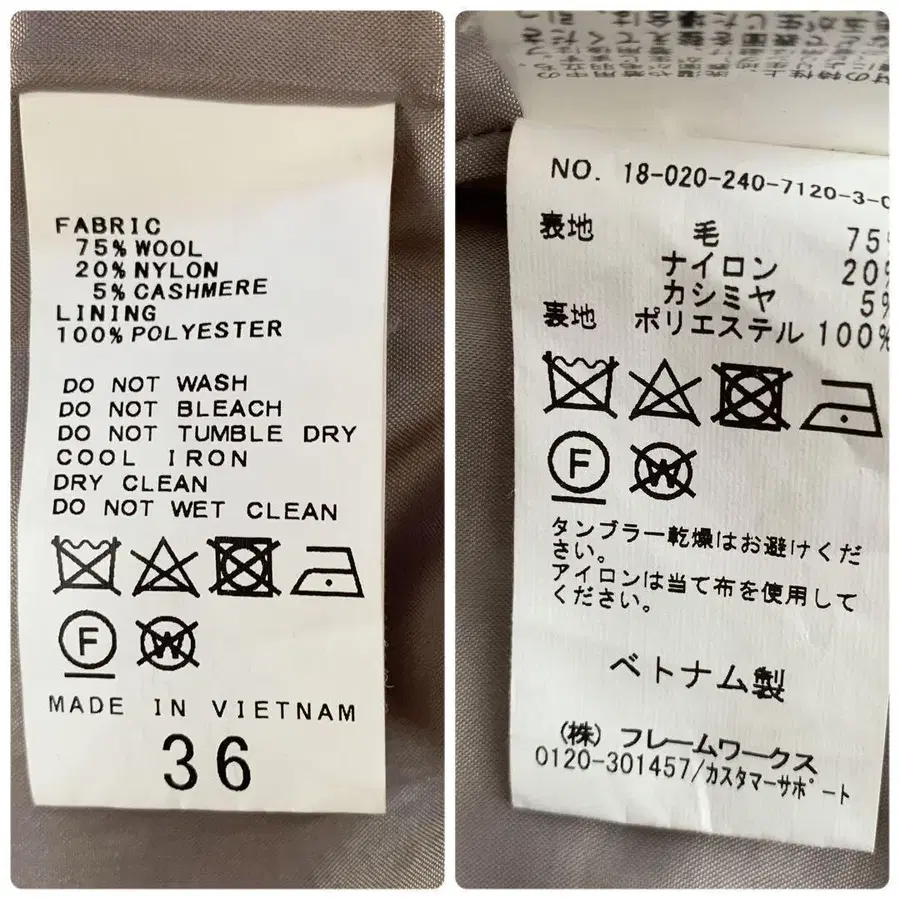 FABRIC
75% WOOL
20% NYLON
5% CASHMERE
LINING
100% POLYESTER
DO NOT WASH
DO NOT BLEACH
DO NOT TUMBLE DRY
COOL IRON
DRY CLEAN
DO NOT WET CLEAN
F W
MADE IN VIETNAM
36
NO. 18-020-240-7120-3-0
表地 毛 75%
ナイロン 20%
カシミヤ 5%
裏地 ポリエステル 100%
F W
タンブラー乾燥はお避けくだ
さい。
アイロンは当て布を使用して
ください。
ベトナム製
(株) フレームワークス
0120-301457/カスタマーサポート